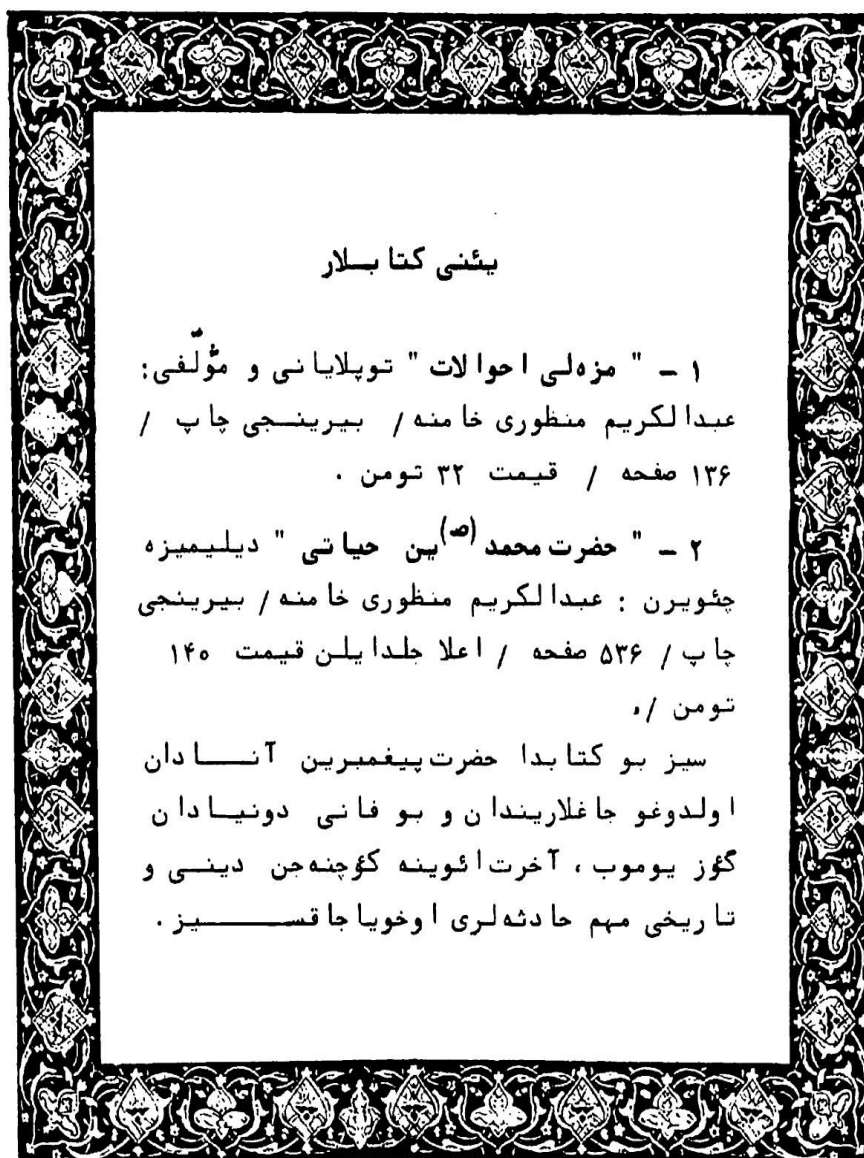 یئنی کتابلار
۱ ـ " مزه‌لی احوالات " توپلایانی و مؤلّفی:
عبدالکریم منظوری خامنه / بیرینجی چاپ /
۱۳۶ صفحه / قیمت ۳۲ تومن .
۲ ـ " حضرت محمد (ص) ین حیاتی " دیلیمیزه
چئویرن : عبدالکریم منظوری خامنه / بیرینجی
چاپ / ۵۳۶ صفحه / اعلا جلدایلن قیمت ۱۴۰
تومن /.
سیز بو کتابدا حضرت پیغمبرین آنادان
اولدوغو جاغلاریندان و بو فانی دونیادان
گؤز یوموب ، آخرت ائوینه کؤچنه‌جن دینی و
تاریخی مهم حادثه‌لری اوخویاجاقسیز .